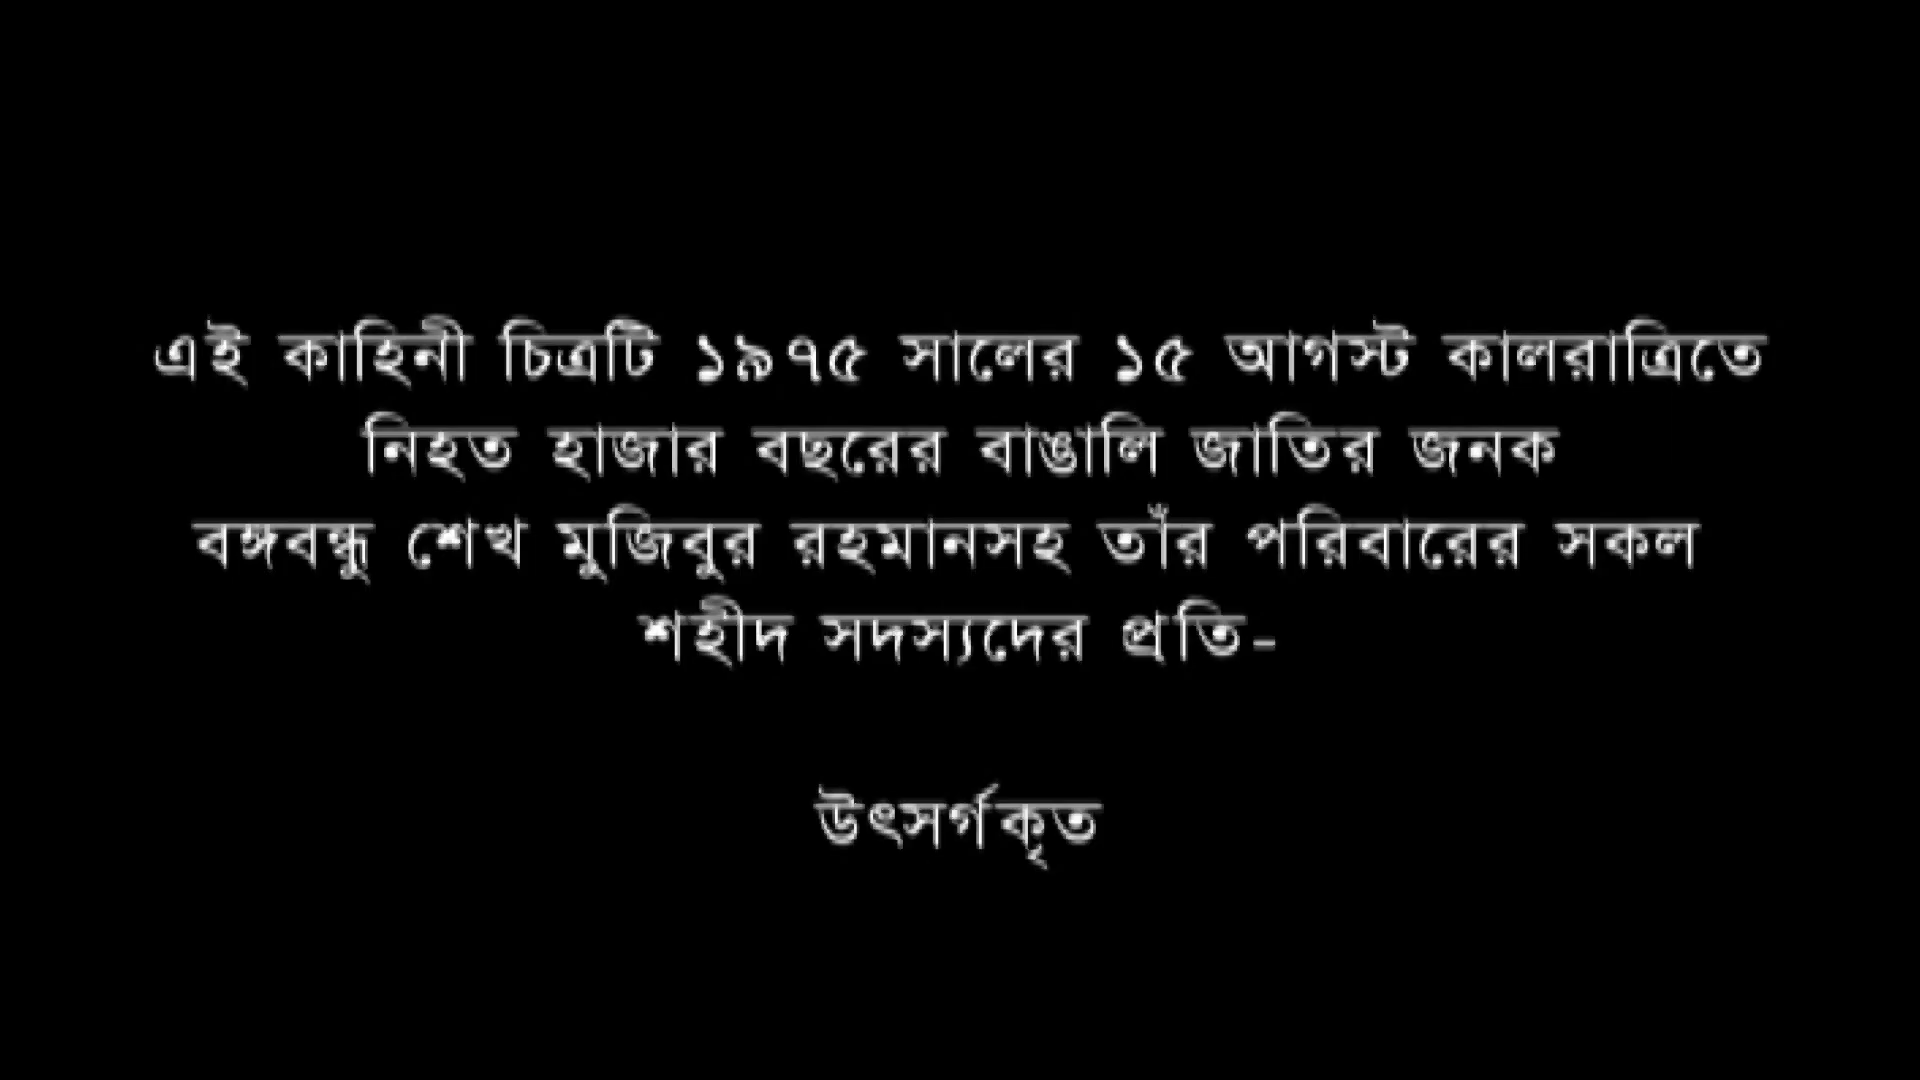 এই কাহিনী চিত্রটি ১৯৭৫ সালের ১৫ আগস্ট কালরাত্রিতে
নিহত হাজার বছরের বাঙালি জাতির জনক
বঙ্গবন্ধু শেখ মুজিবুর রহমানসহ তাঁর পরিবারের সকল
শহীদ সদস্যদের প্রতি-
উৎসর্গকৃত